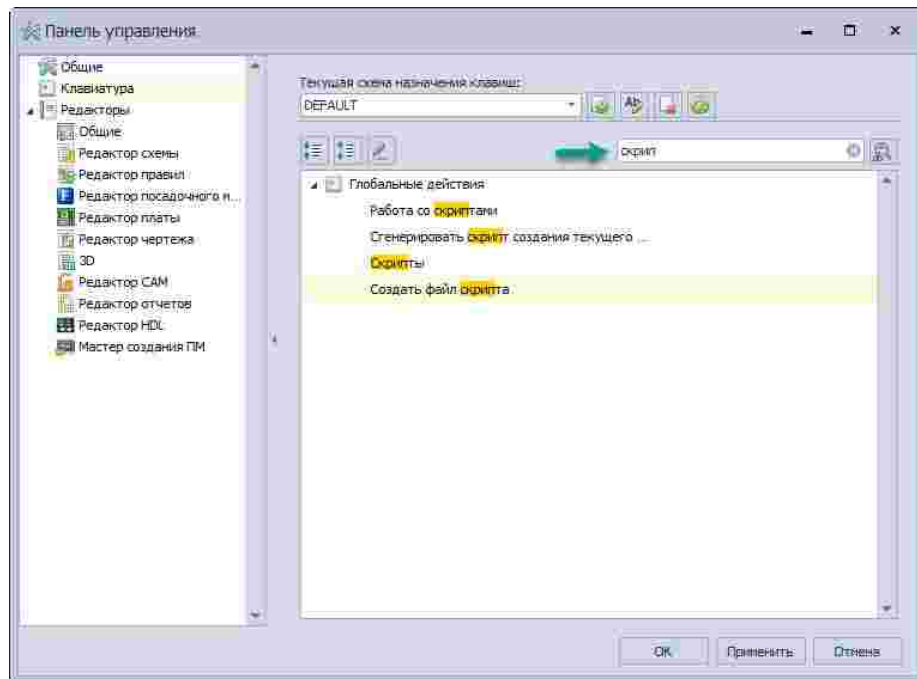 Панель управления
Общие
Клавиатура
Редакторы
Общие
Редактор схемы
Редактор правил
Редактор посадочного м...
Редактор платы
Редактор чертежа
3D
Редактор CAM
Редактор отчетов
Редактор HDL
Мастер создания ПМ
Текущая схема назначения клавиш:
DEFAULT
скрип
Глобальные действия
Работа со скриптами
Сгенерировать скрипт создания текущего ...
Скрипты
Создать файл скрипта
OK
Применить
Отмена